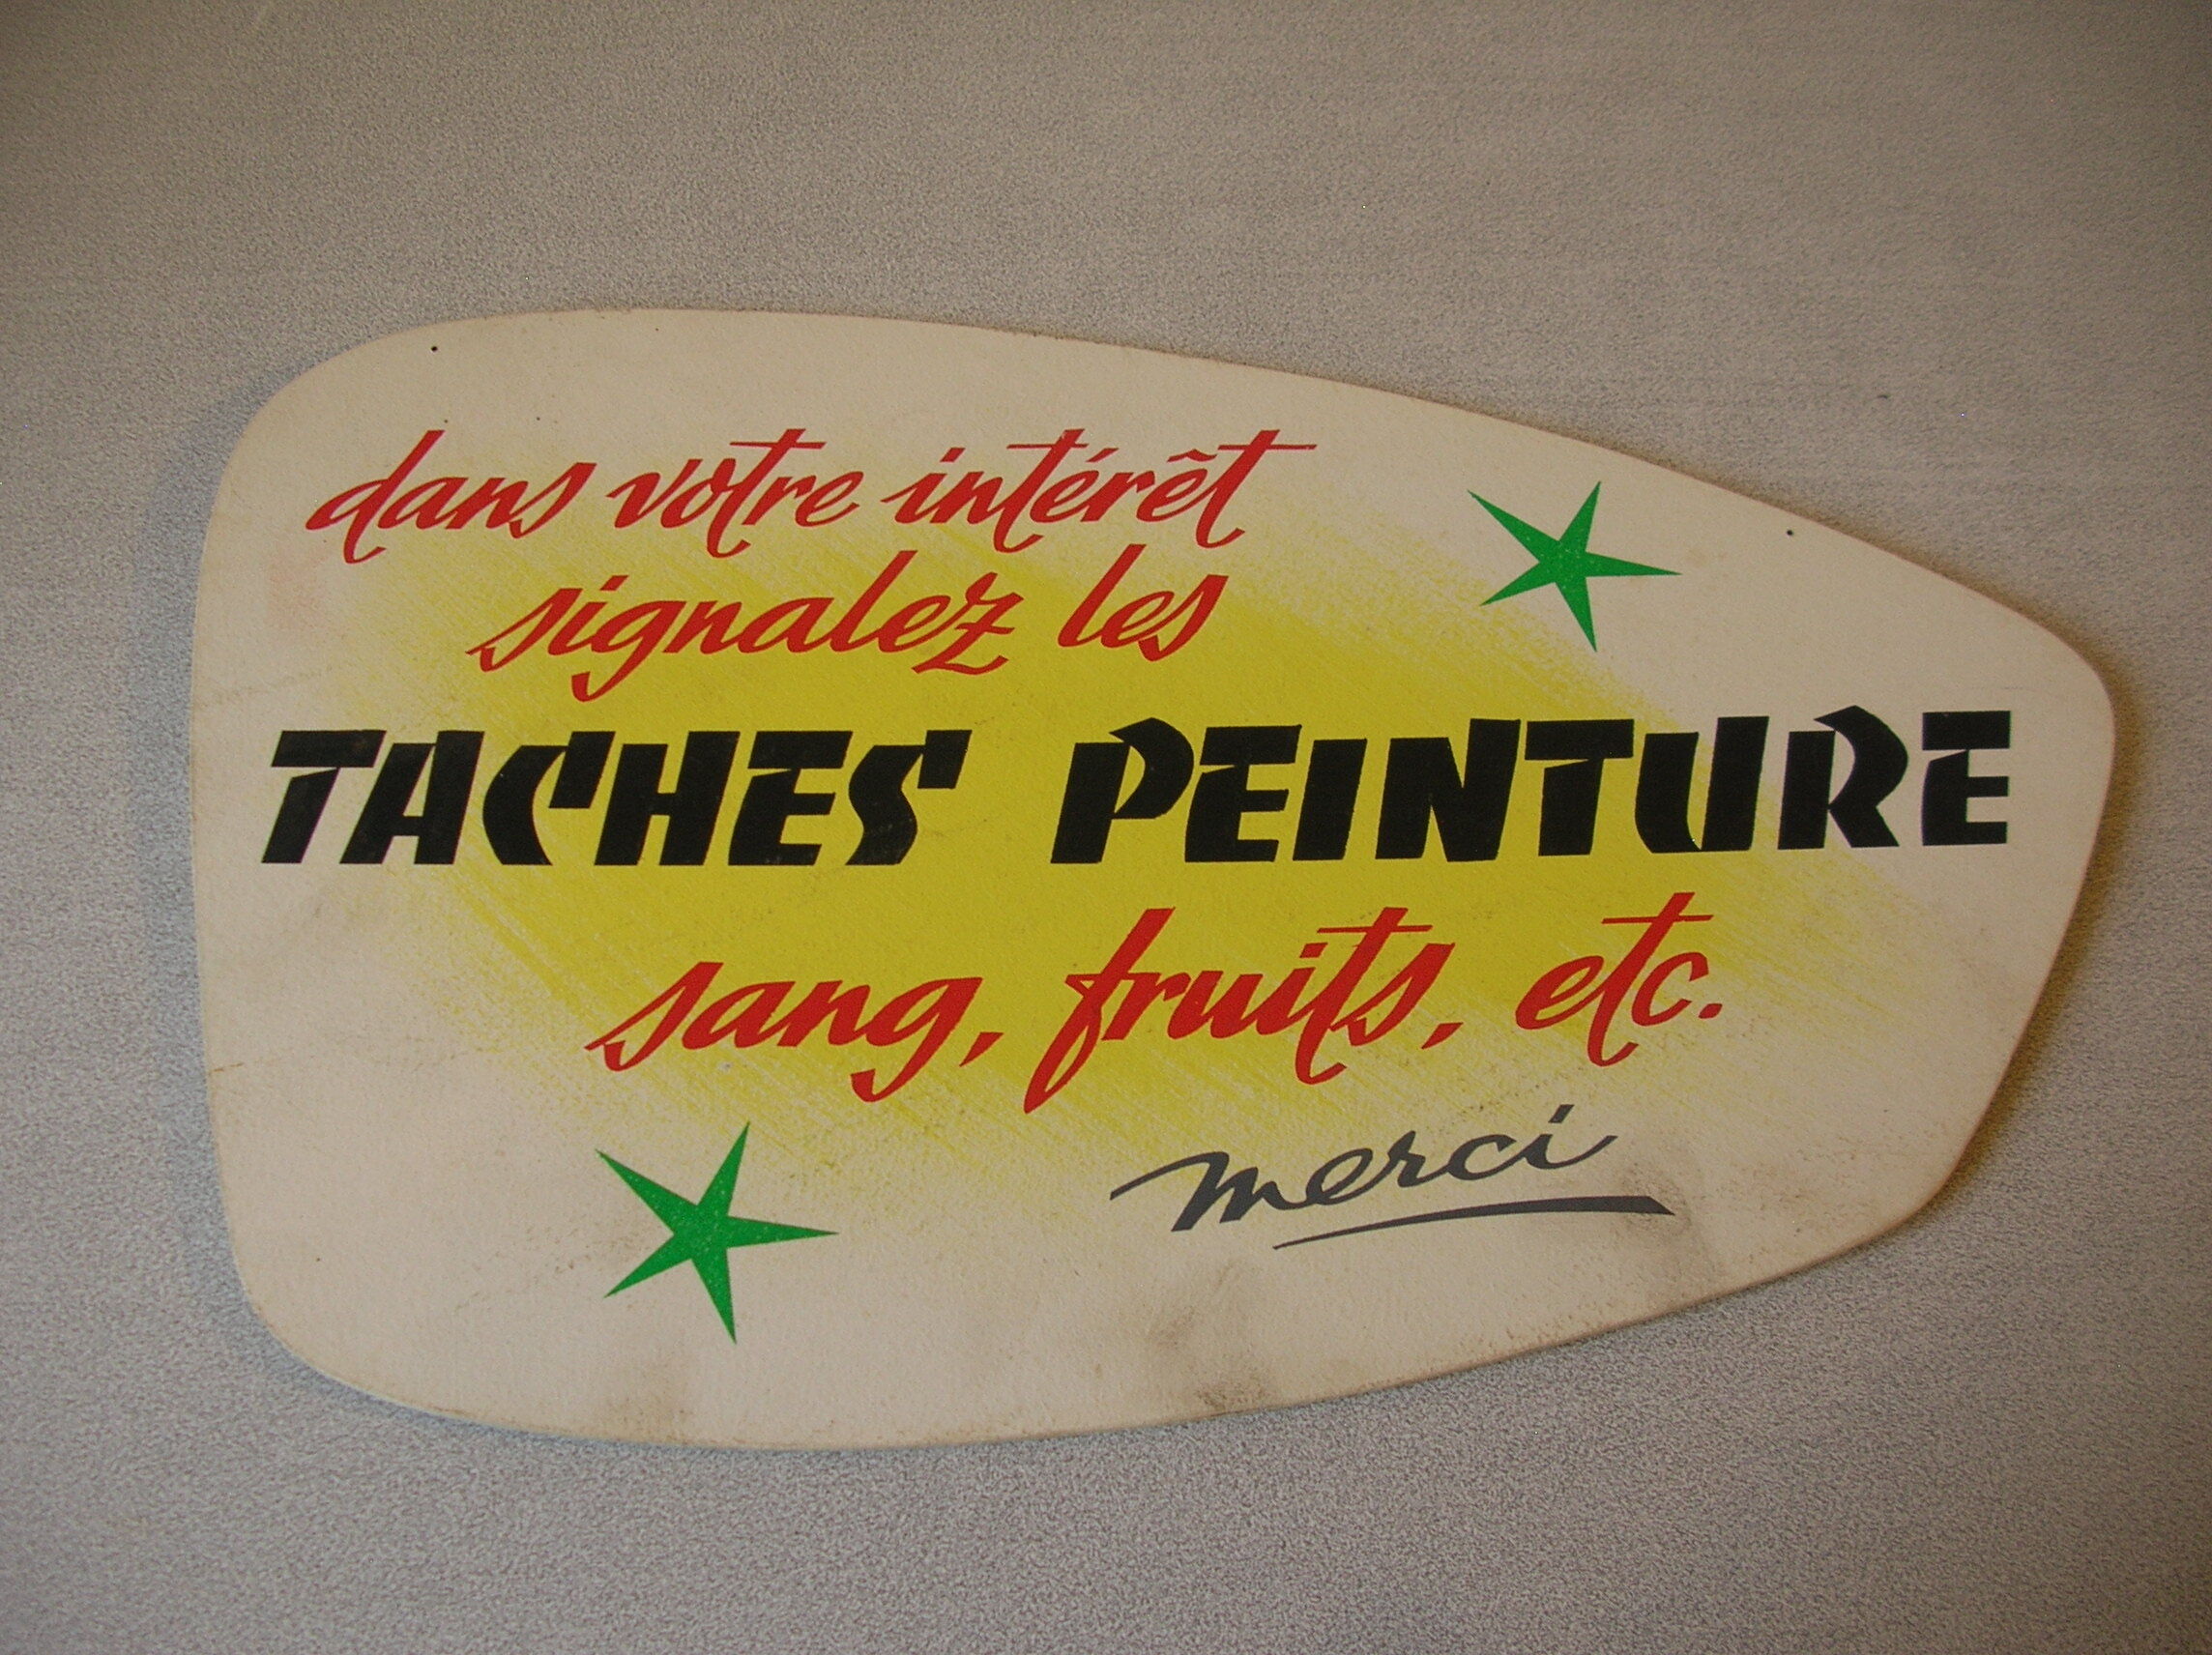 dans votre intérêt
signalez les
TACHES PEINTURE
sang, fruits, etc.
merci